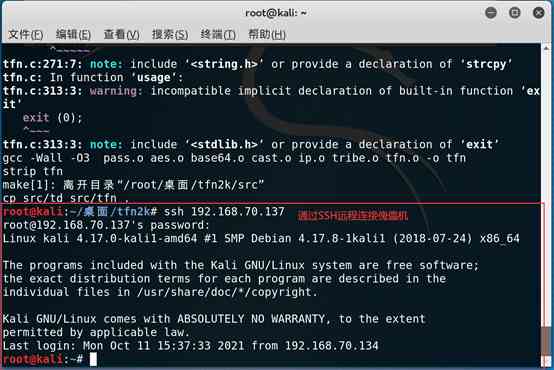 root@kali: ~
文件(F) 编辑(E) 查看(V) 搜索(S) 终端(T) 帮助(H)
^~~~~~
tfn.c:271:7: note: include ‘<string.h>’ or provide a declaration of ‘strcpy’
tfn.c: In function ‘usage’:
tfn.c:313:3: warning: incompatible implicit declaration of built-in function ‘ex
it’
exit (0);
^~~~
tfn.c:313:3: note: include ‘<stdlib.h>’ or provide a declaration of ‘exit’
gcc -Wall -O3  pass.o aes.o base64.o cast.o ip.o tribe.o tfn.o -o tfn
strip tfn
make[1]: 离开目录“/root/桌面/tfn2k/src”
cp src/td src/tfn .
root@kali:~/桌面/tfn2k# ssh 192.168.70.137 通过SSH远程连接傀儡机
root@192.168.70.137's password:
Linux kali 4.17.0-kali1-amd64 #1 SMP Debian 4.17.8-1kali1 (2018-07-24) x86_64
The programs included with the Kali GNU/Linux system are free software;
the exact distribution terms for each program are described in the
individual files in /usr/share/doc/*/copyright.
Kali GNU/Linux comes with ABSOLUTELY NO WARRANTY, to the extent
permitted by applicable law.
Last login: Mon Oct 11 15:37:33 2021 from 192.168.70.134
root@kali:~#